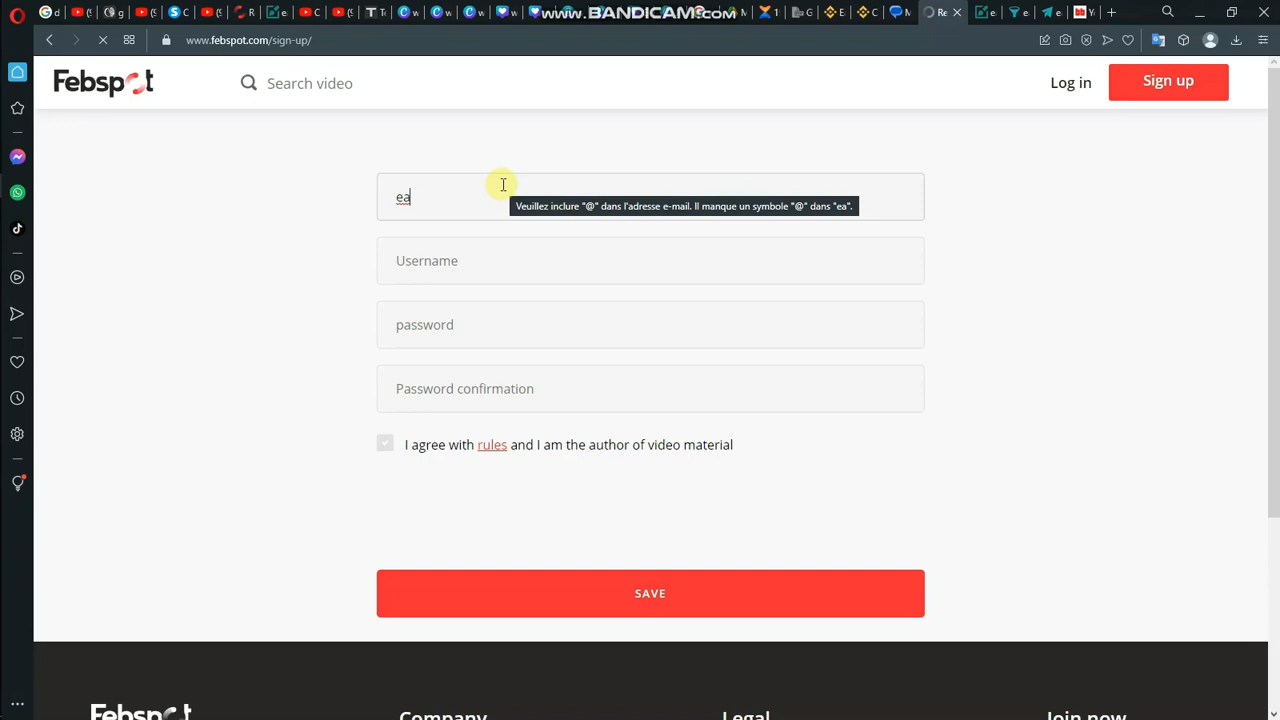 www.BANDICAM.com
www.febspot.com/sign-up/
Febspot
Search video
Log in
Sign up
ea
Veuillez inclure "@" dans l'adresse e-mail. Il manque un symbole "@" dans "ea".
Username
password
Password confirmation
I agree with rules and I am the author of video material
SAVE
Febspot
Company
Legal
Join now